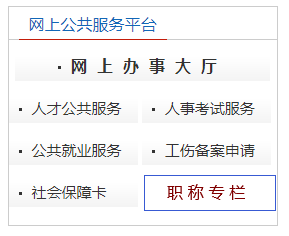 网上公共服务平台
· 网 上 办 事 大 厅
· 人才公共服务 · 人事考试服务
· 公共就业服务 · 工伤备案申请
· 社会保障卡 职称专栏